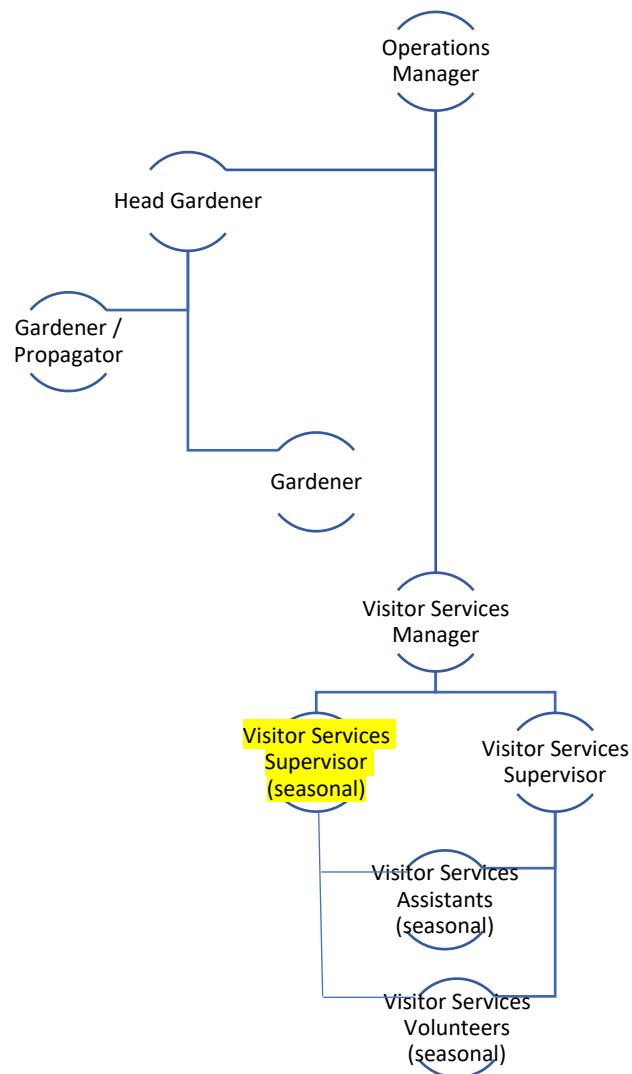 Operations
Manager
Head Gardener
Gardener /
Propagator
Gardener
Visitor Services
Manager
Visitor Services
Supervisor
(seasonal)
Visitor Services
Supervisor
Visitor Services
Assistants
(seasonal)
Visitor Services
Volunteers
(seasonal)